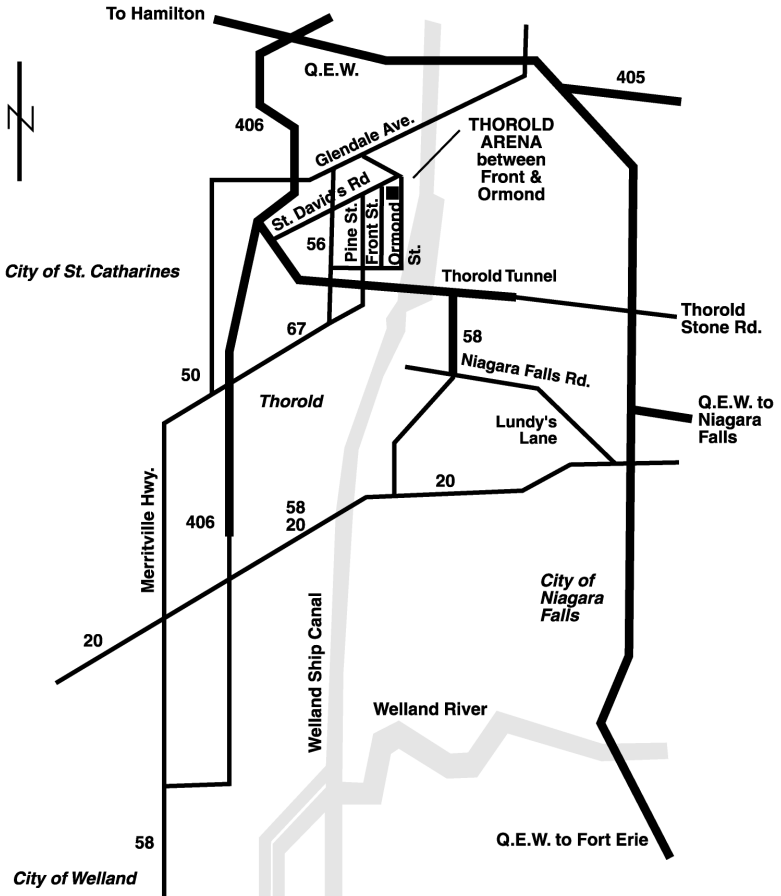 To Hamilton
Q.E.W.
405
406
Glendale Ave.
THOROLD
ARENA
between
Front &
Ormond
St. David's Rd
56
Pine St.
Front St.
Ormond
St.
City of St. Catharines
Thorold Tunnel
Thorold
Stone Rd.
67
58
50
Niagara Falls Rd.
Thorold
Q.E.W. to
Niagara
Falls
Lundy's
Lane
Merritville Hwy.
20
58
20
406
City of
Niagara
Falls
20
Welland Ship Canal
Welland River
58
Q.E.W. to Fort Erie
City of Welland